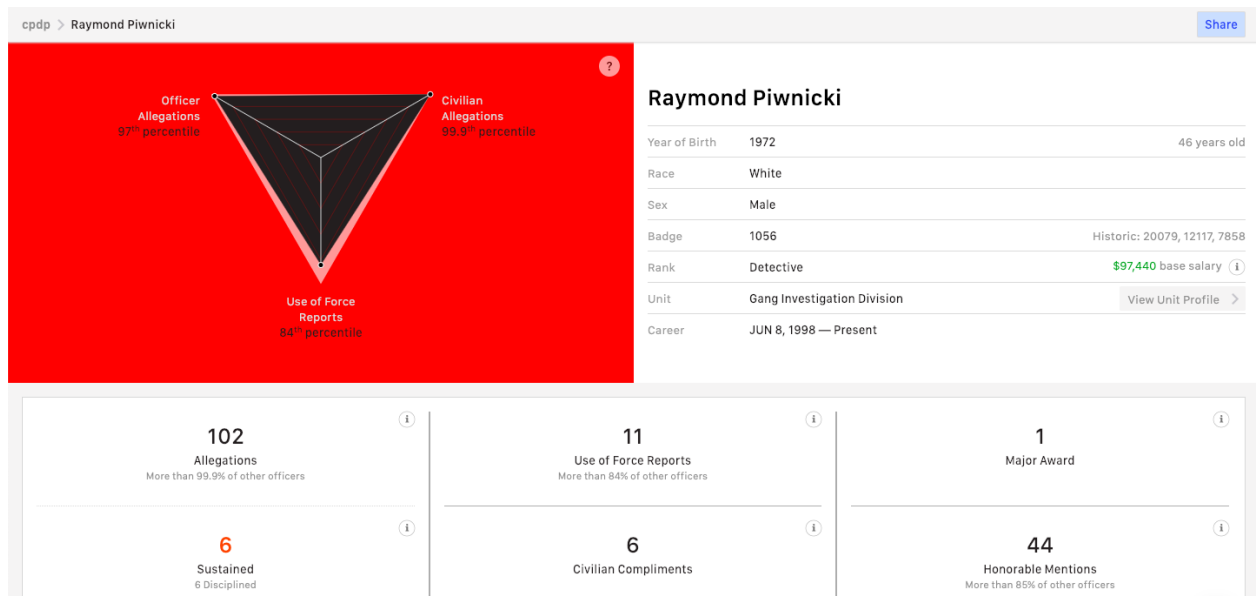 cpdp > Raymond Piwnicki
Share
?
Officer
Allegations
97th percentile
Civilian
Allegations
99.9th percentile
Use of Force
Reports
84th percentile
Raymond Piwnicki
Year of Birth 1972 46 years old
Race White
Sex Male
Badge 1056 Historic: 20079, 12117, 7858
Rank Detective $97,440 base salary i
Unit Gang Investigation Division View Unit Profile >
Career JUN 8, 1998 — Present
i
102
Allegations
More than 99.9% of other officers
i
11
Use of Force Reports
More than 84% of other officers
i
1
Major Award
i
6
Sustained
6 Disciplined
i
6
Civilian Compliments
i
44
Honorable Mentions
More than 85% of other officers